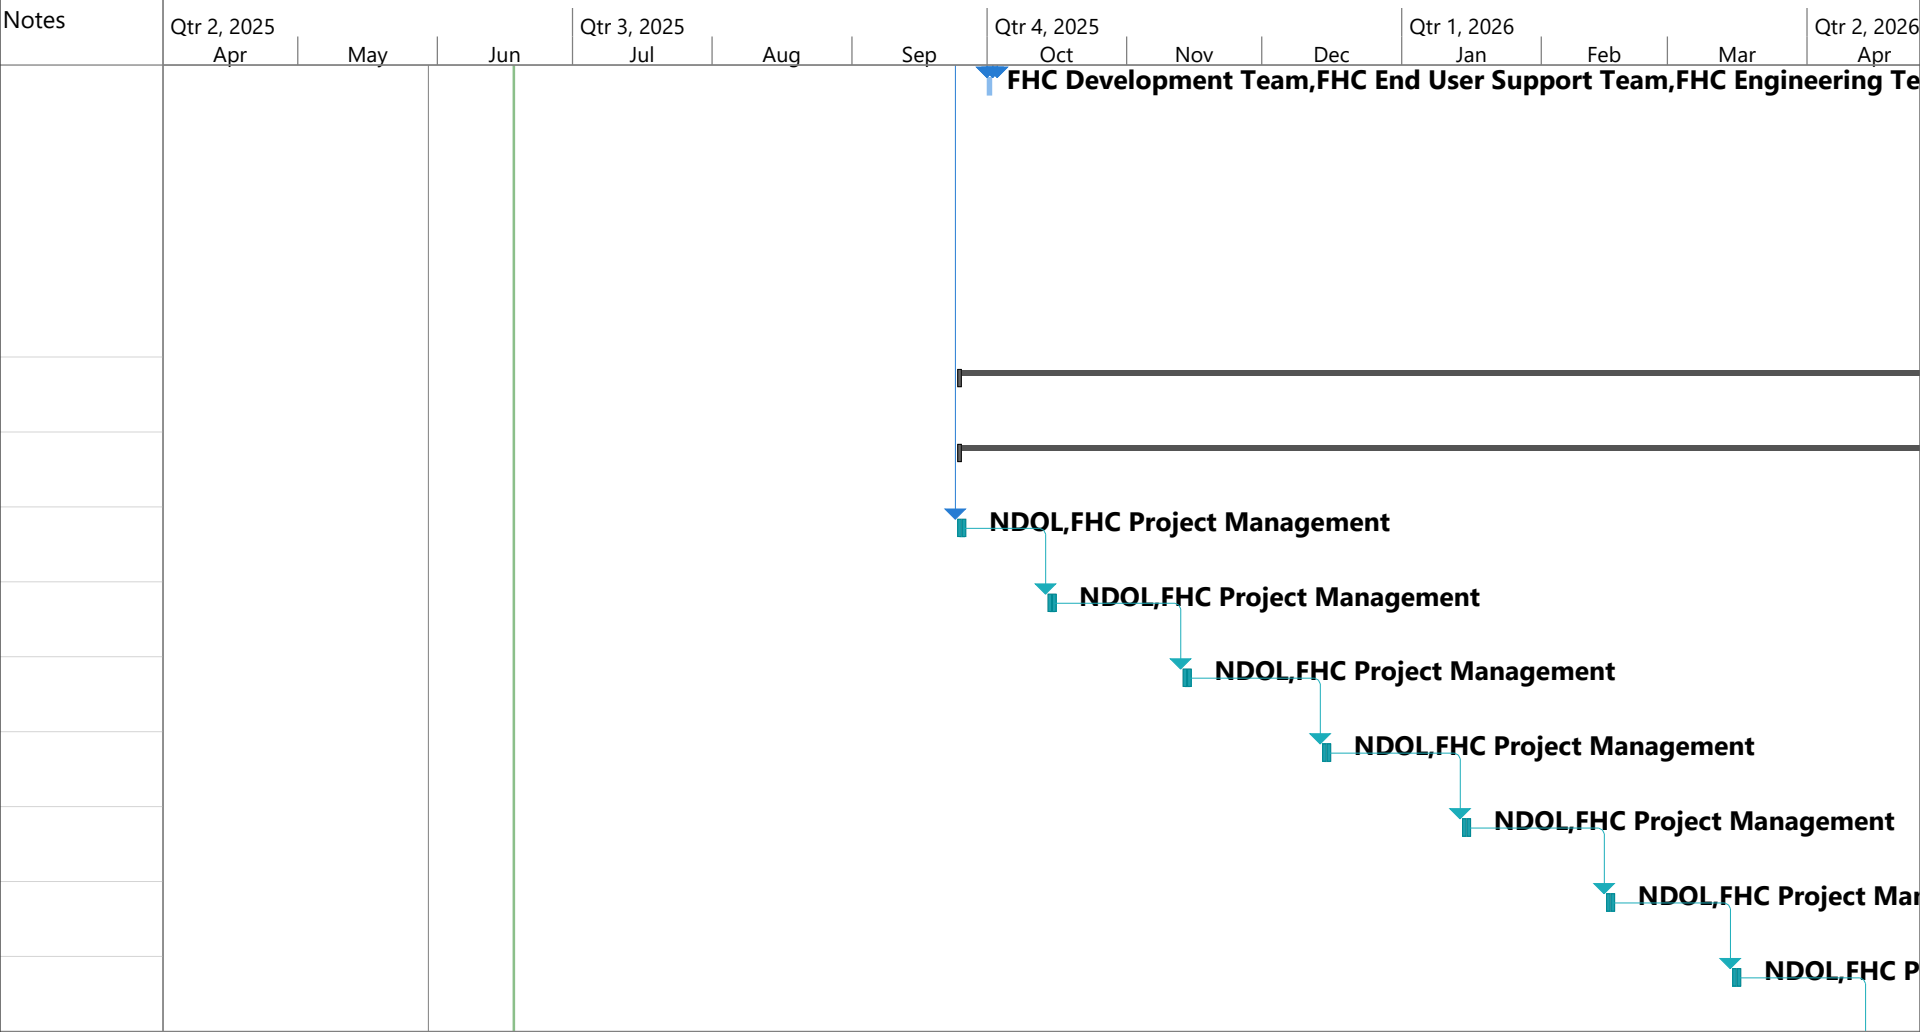 Notes
Qtr 2, 2025 Qtr 3, 2025 Qtr 4, 2025 Qtr 1, 2026 Qtr 2, 2026
Apr May Jun Jul Aug Sep Oct Nov Dec Jan Feb Mar Apr
FHC Development Team,FHC End User Support Team,FHC Engineering Te
NDOL,FHC Project Management
NDOL,FHC Project Management
NDOL,FHC Project Management
NDOL,FHC Project Management
NDOL,FHC Project Management
NDOL,FHC Project Man
NDOL,FHC P